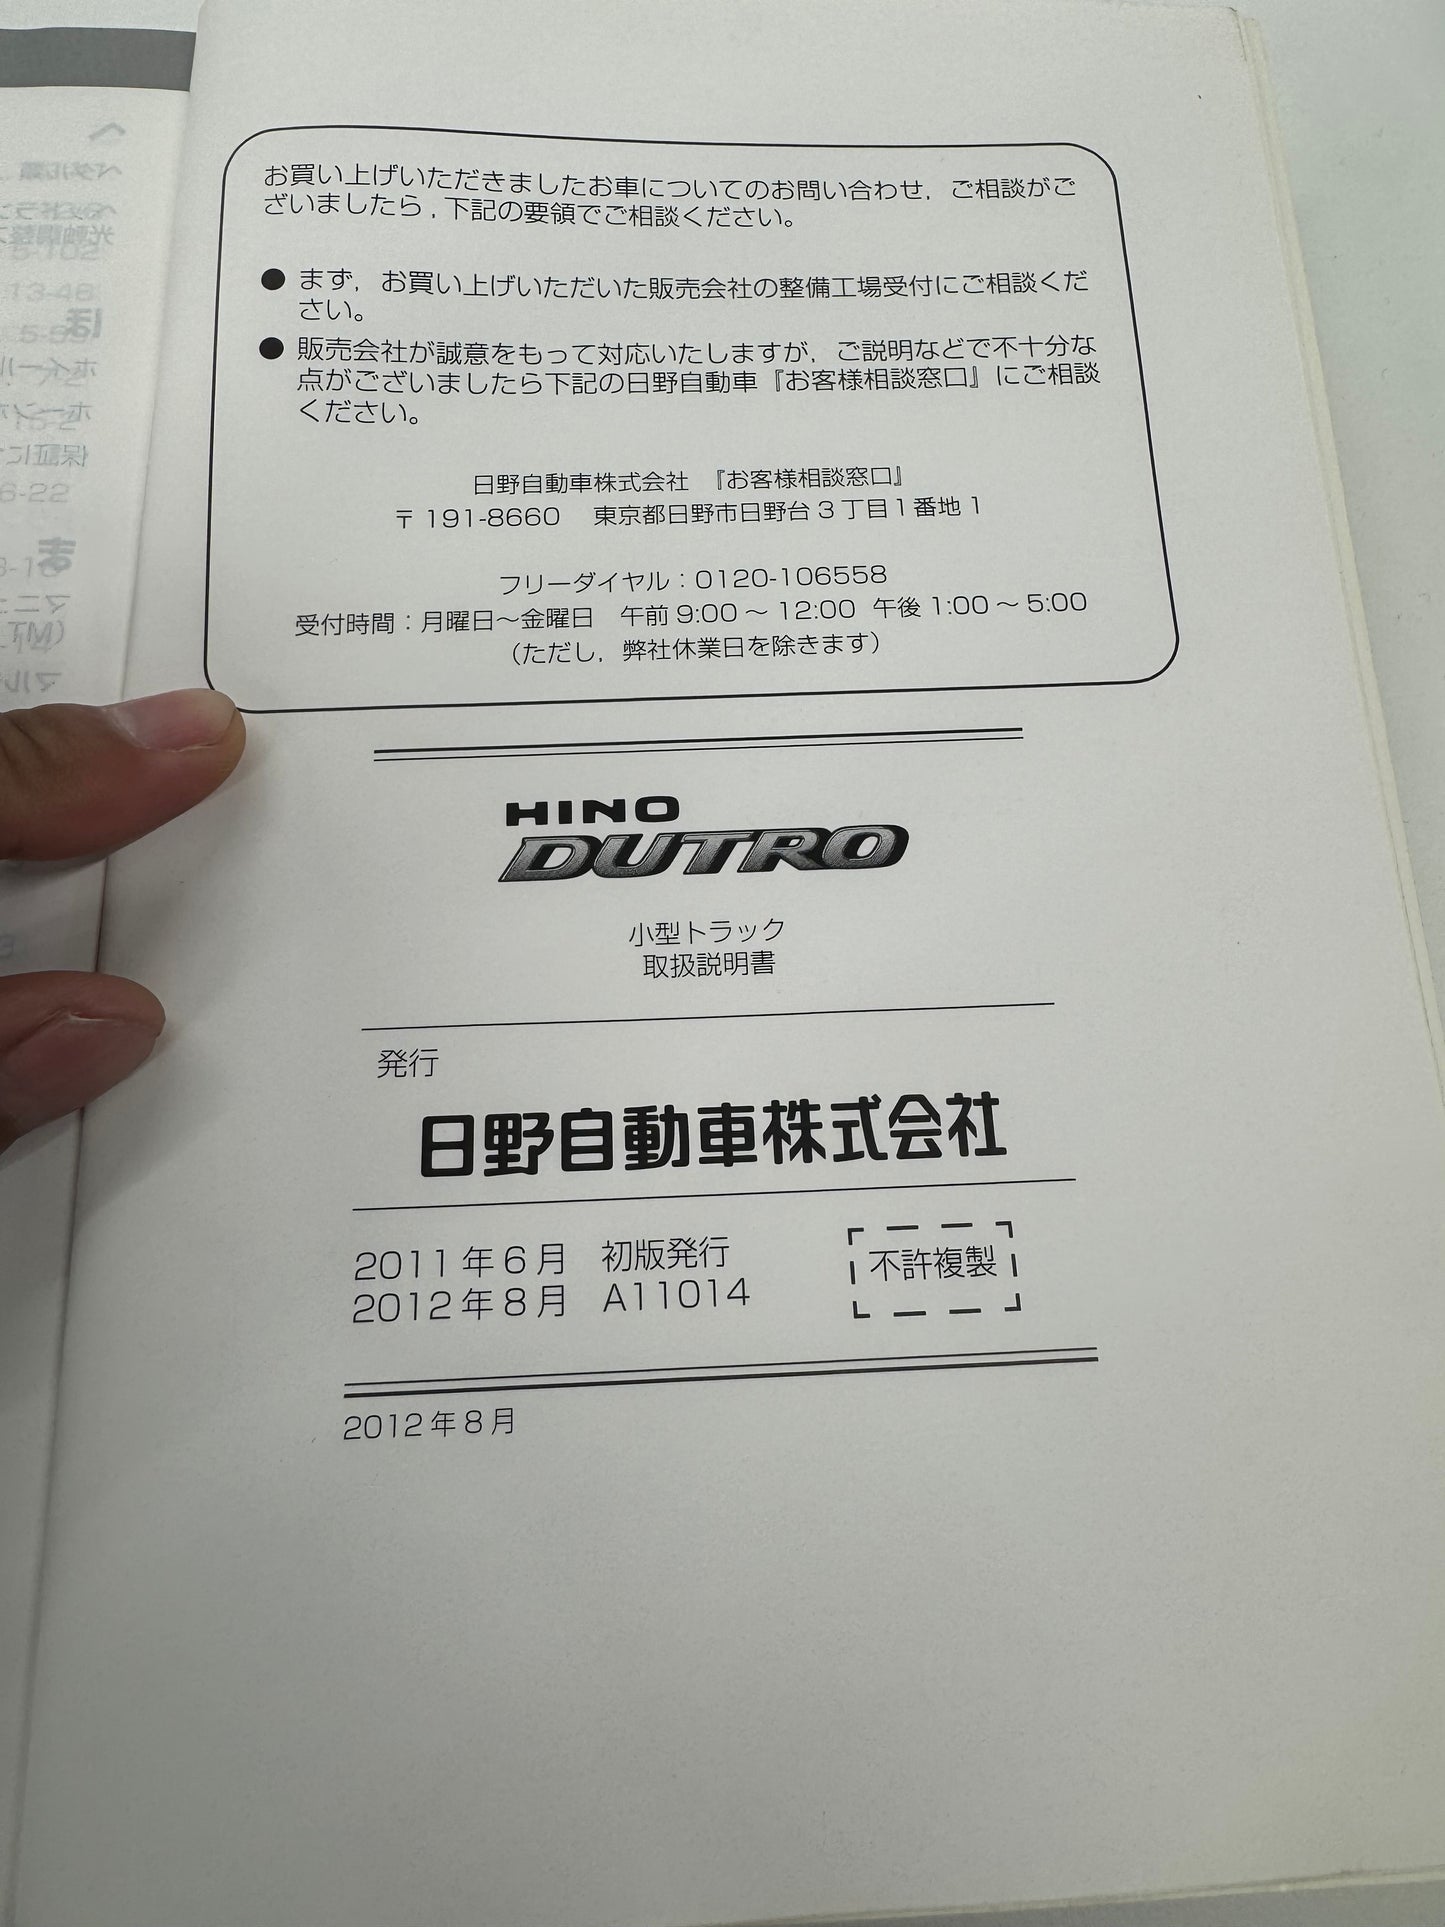 お買い上げいただきましたお車についてのお問い合わせ，ご相談がご
ざいましたら，下記の要領でご相談ください。
● まず，お買い上げいただいた販売会社の整備工場受付にご相談くだ
さい。
● 販売会社が誠意をもって対応いたしますが，ご説明などで不十分な
点がございましたら下記の日野自動車『お客様相談窓口』にご相談
ください。
日野自動車株式会社 『お客様相談窓口』
〒191-8660 東京都日野市日野台3丁目1番地1
フリーダイヤル：0120-106558
受付時間：月曜日～金曜日 午前 9:00 ～ 12:00 午後 1:00 ～ 5:00
（ただし，弊社休業日を除きます）
HINO
DUTRO
小型トラック
取扱説明書
発行
日野自動車株式会社
2011年6月 初版発行
2012年8月 A11014
不許複製
2012年8月